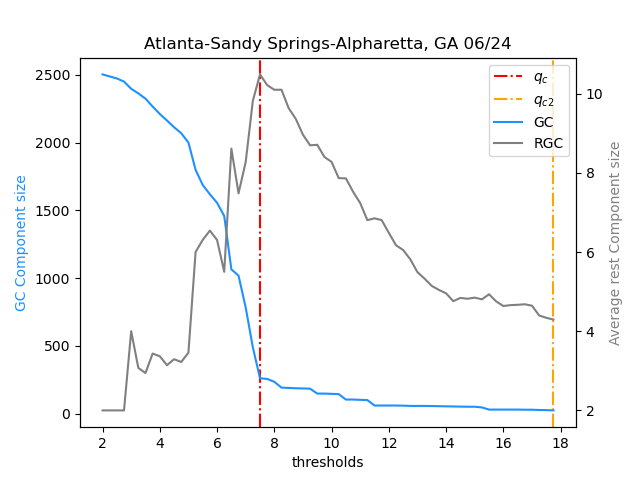 Atlanta-Sandy Springs-Alpharetta, GA 06/24
GC Component size
2500
2000
1500
1000
500
0
10
8
6
4
2
Average rest Component size
q_c
q_c2
GC
RGC
2 4 6 8 10 12 14 16 18
thresholds